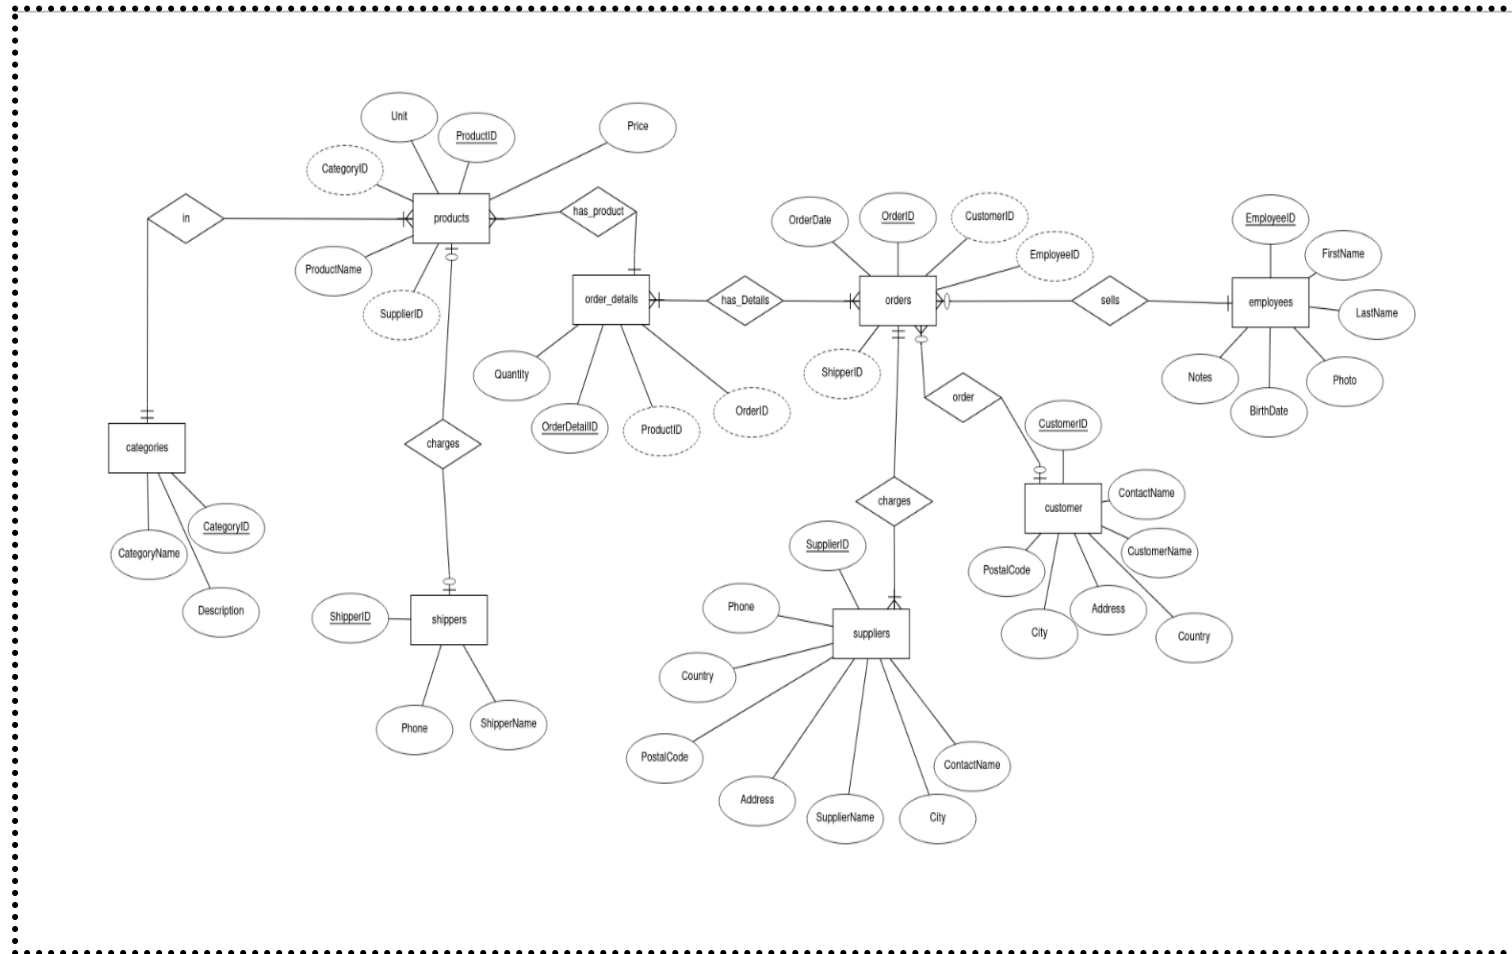 Unit
ProductID
Price
CategoryID
products
in
has_product
ProductName
SupplierID
order_details
has_Details
OrderDate
OrderID
CustomerID
EmployeeID
orders
sells
EmployeeID
FirstName
employees
LastName
Notes
BirthDate
Photo
ShipperID
Quantity
OrderDetailID
ProductID
OrderID
order
CustomerID
categories
charges
CategoryName
CategoryID
Description
charges
customer
ContactName
CustomerName
PostalCode
City
Address
Country
ShipperID
shippers
Phone
ShipperName
SupplierID
Phone
suppliers
Country
PostalCode
Address
SupplierName
City
ContactName